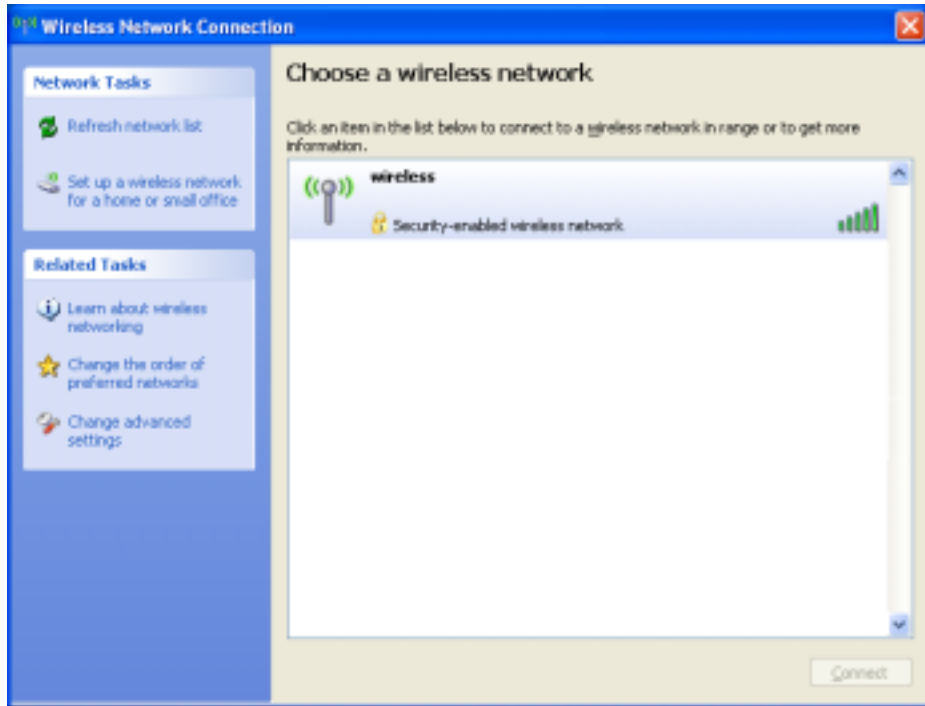 Wireless Network Connection
Network Tasks
Refresh network list
Set up a wireless network
for a home or small office
Related Tasks
Learn about wireless
networking
Change the order of
preferred networks
Change advanced
settings
Choose a wireless network
Click an item in the list below to connect to a wireless network in range or to get more
information.
wireless
Security-enabled wireless network
Connect